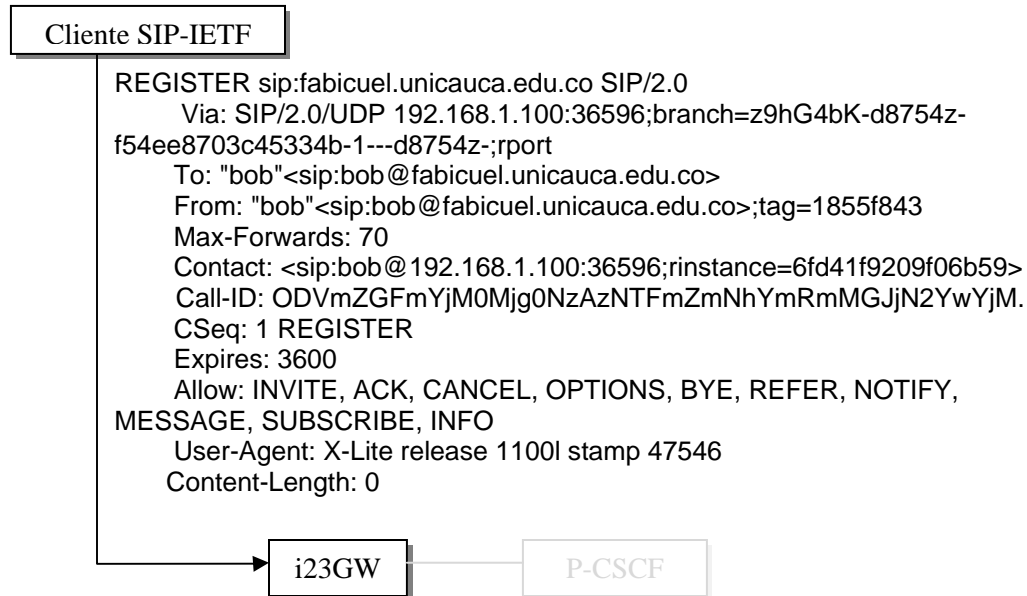 Cliente SIP-IETF
REGISTER sip:fabicuel.unicauca.edu.co SIP/2.0
Via: SIP/2.0/UDP 192.168.1.100:36596;branch=z9hG4bK-d8754z-
f54ee8703c45334b-1---d8754z-;rport
To: "bob"<sip:bob@fabicuel.unicauca.edu.co>
From: "bob"<sip:bob@fabicuel.unicauca.edu.co>;tag=1855f843
Max-Forwards: 70
Contact: <sip:bob@192.168.1.100:36596;rinstance=6fd41f9209f06b59>
Call-ID: ODVmZGFmYjM0Mjg0NzAzNTFmZmNhYmRmMGJjN2YwYjM.
CSeq: 1 REGISTER
Expires: 3600
Allow: INVITE, ACK, CANCEL, OPTIONS, BYE, REFER, NOTIFY,
MESSAGE, SUBSCRIBE, INFO
User-Agent: X-Lite release 1100l stamp 47546
Content-Length: 0
i23GW
P-CSCF